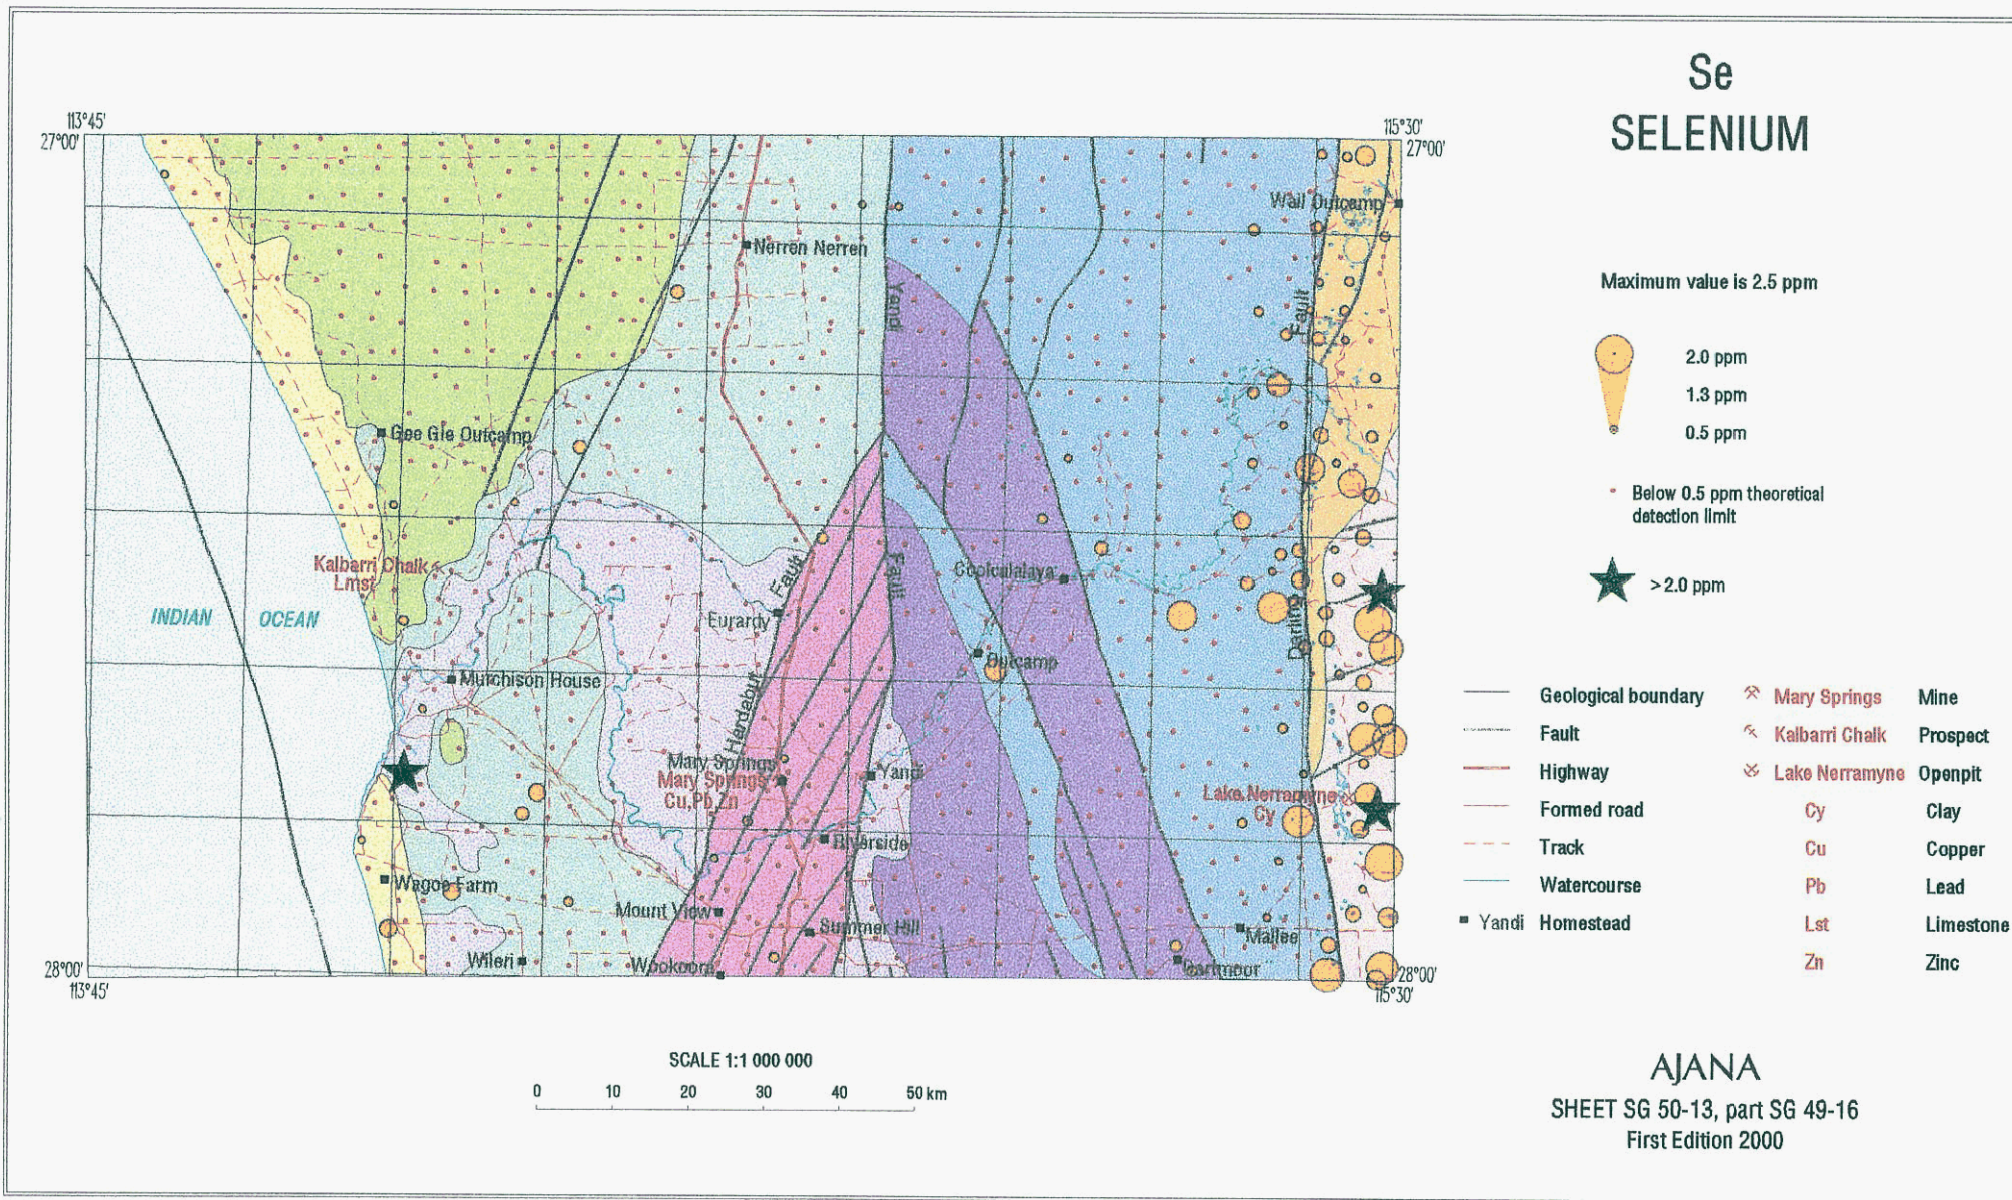 Se
SELENIUM
113°45'
27°00'
115°30'
27°00'
Wail Outcamp
Nerren Nerren
Yandi
Fault
Gee Gie Outcamp
Kalbarri Chalk
Lmst
INDIAN OCEAN
Fault
Eurardy
Hardabut
Fault
Coolcalalaya
Outcamp
Darling
Murchison House
Mary Springs
Mary Springs
Cu,Pb,Zn
Yandi
Lake Nerramyne
Cy
Riverside
Wagoe Farm
Mount View
Summer Hill
Mallee
Wileri
Wookoora
Dartmoor
28°00'
113°45'
28°00'
115°30'
Maximum value is 2.5 ppm
2.0 ppm
1.3 ppm
0.5 ppm
Below 0.5 ppm theoretical
detection limit
>2.0 ppm
Geological boundary
Fault
Highway
Formed road
Track
Watercourse
Yandi Homestead
Mary Springs Mine
Kalbarri Chalk Prospect
Lake Nerramyne Openpit
Cy Clay
Cu Copper
Pb Lead
Lst Limestone
Zn Zinc
SCALE 1:1 000 000
0 10 20 30 40 50 km
AJANA
SHEET SG 50-13, part SG 49-16
First Edition 2000